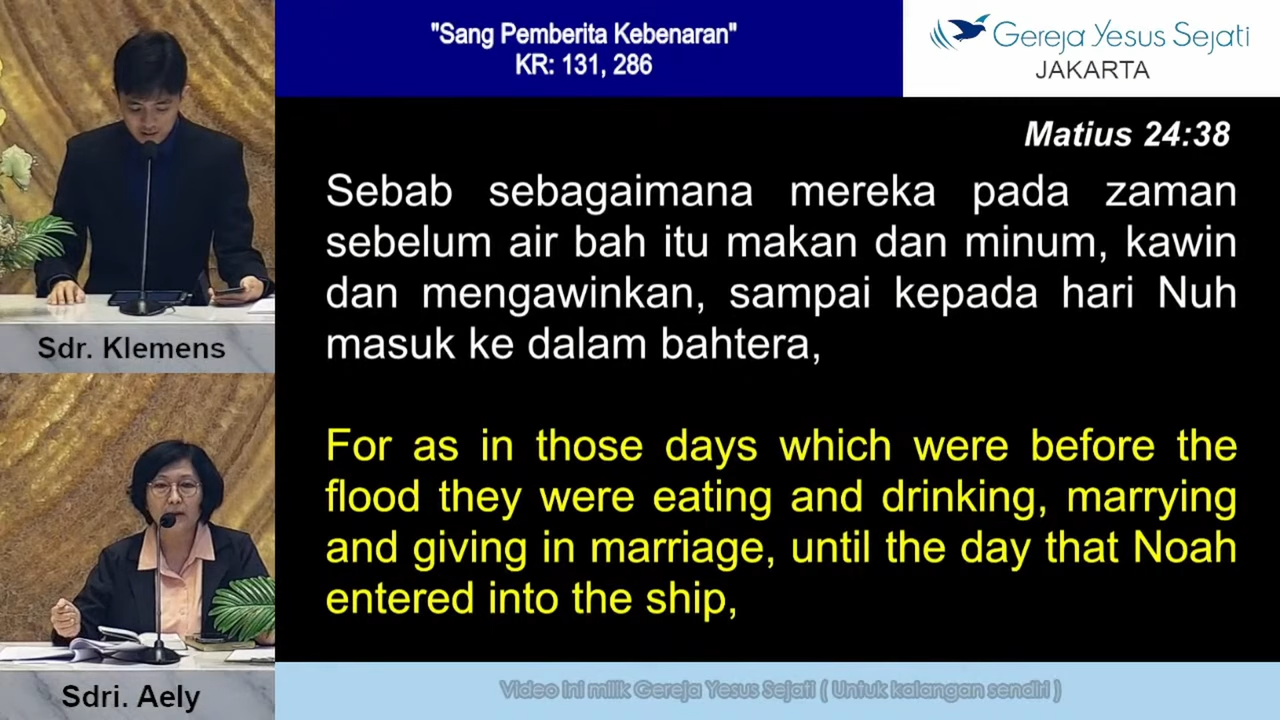 "Sang Pemberita Kebenaran"
KR: 131, 286
Gereja Yesus Sejati
JAKARTA
Matius 24:38
Sebab sebagaimana mereka pada zaman
sebelum air bah itu makan dan minum, kawin
dan mengawinkan, sampai kepada hari Nuh
masuk ke dalam bahtera,
For as in those days which were before the
flood they were eating and drinking, marrying
and giving in marriage, until the day that Noah
entered into the ship,
Sdr. Klemens
Sdri. Aely
Video ini milik Gereja Yesus Sejati ( Untuk kalangan sendiri )